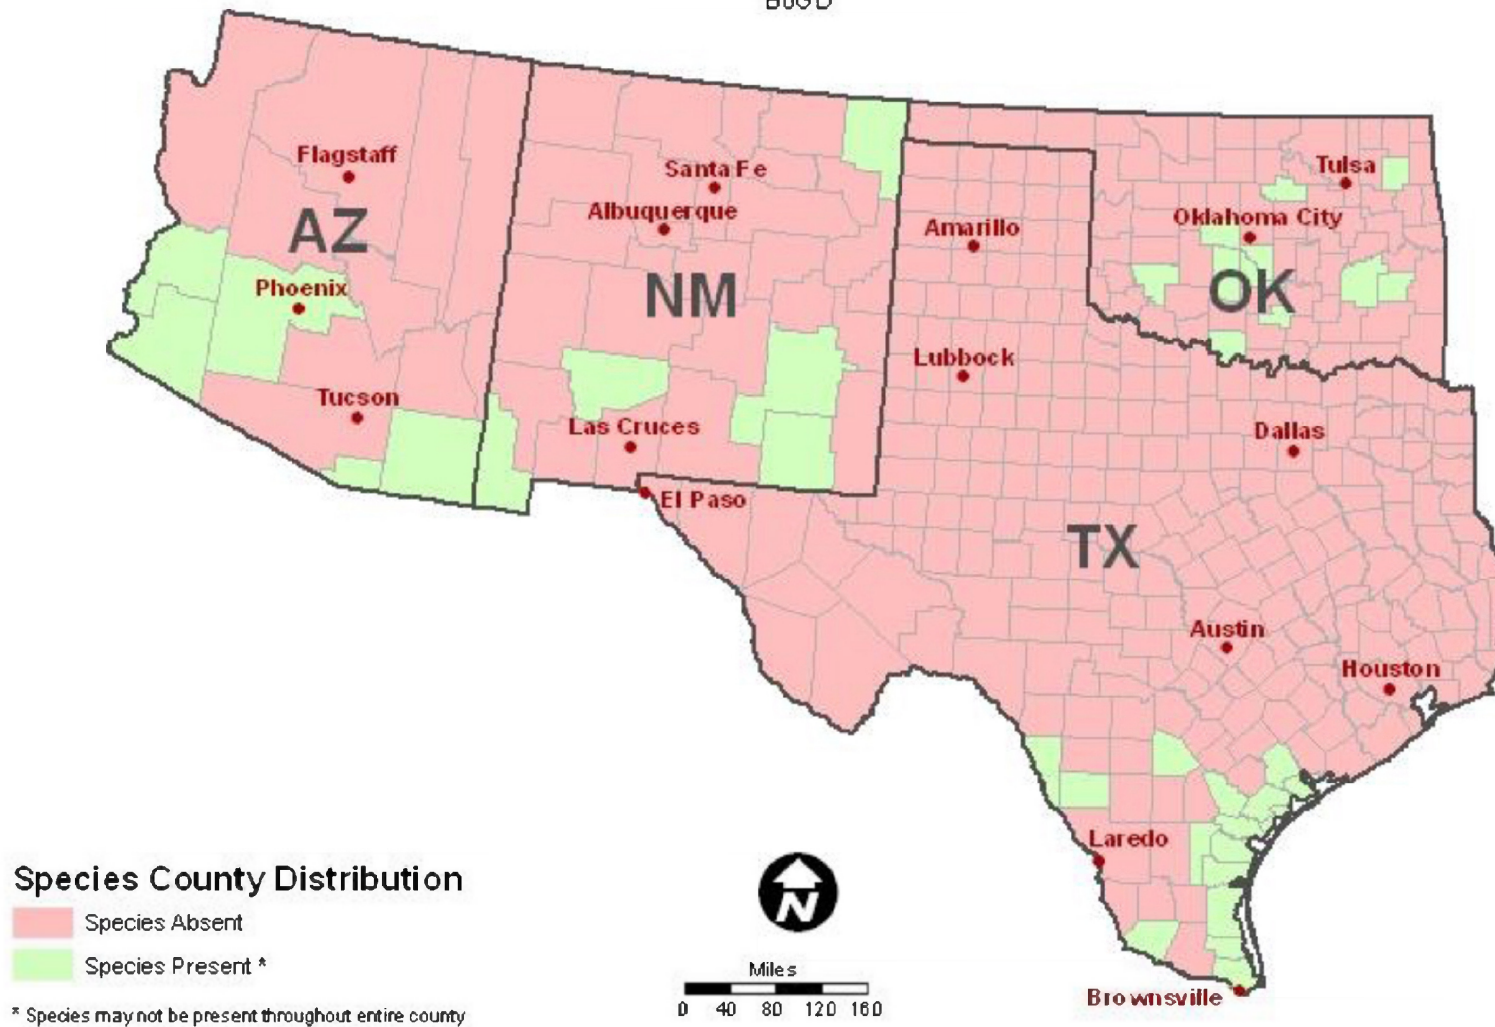 Flagstaff
Santa Fe
Tulsa
Albuquerque
Amarillo
Oklahoma City
AZ
Phoenix
NM
OK
Lubbock
Tucson
Las Cruces
Dallas
El Paso
TX
Austin
Houston
Laredo
Brownsville
Species County Distribution
Species Absent
Species Present *
* Species may not be present throughout entire county
N
Miles
0 40 80 120 160